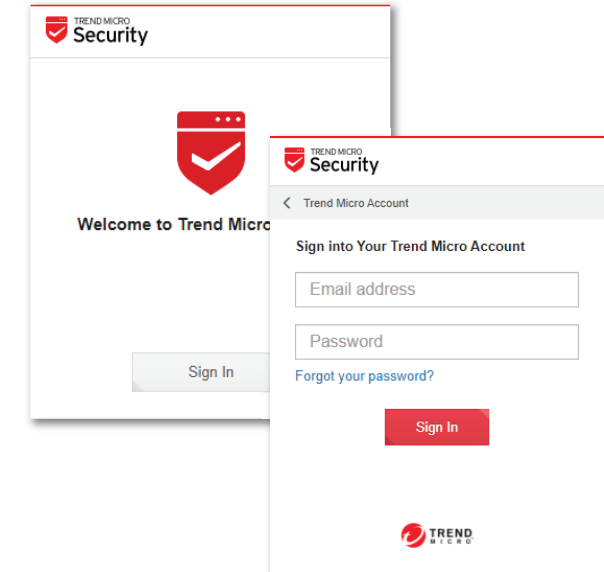 TREND MICRO
Security
Welcome to Trend Micro
Sign In
TREND MICRO
Security
Trend Micro Account
Sign into Your Trend Micro Account
Email address
Password
Forgot your password?
Sign In
TREND
MICRO